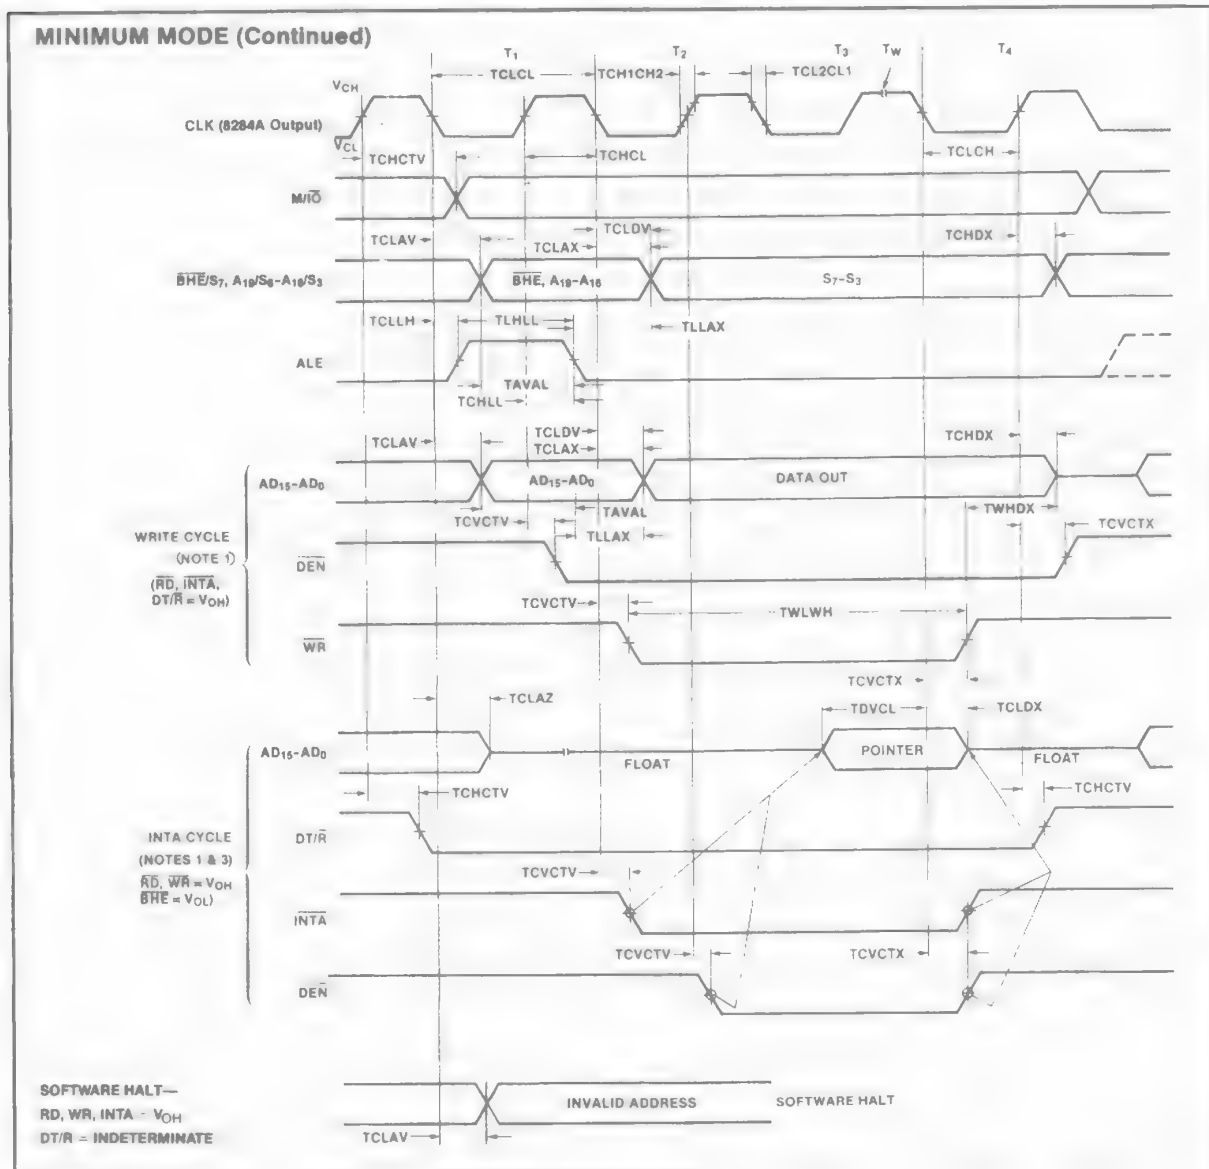 MINIMUM MODE (Continued)
T1 T2 T3 TW T4
TCLCL TCH1CH2 TCL2CL1
VCH
CLK (8284A Output)
VCL
TCHCTV TCHCL TCLCH
M/IO
TCLDV
TCLAV TCLAX TCHDX
BHE/S7, A19/S6-A16/S3 BHE, A19-A16 S7-S3
TCLLH TLHLL TLLAX
ALE
TAVAL
TCHLL
TCLDV
TCLAV TCLAX TCHDX
AD15-AD0 AD15-AD0 DATA OUT
TAVAL TWHDX
TCVCTV TCVCTX
TLLAX
WRITE CYCLE
(NOTE 1)
(RD, INTA,
DT/R = VOH)
DEN
TCVCTV TWLWH
WR
TCVCTX
TCLAZ TDVCL TCLDX
AD15-AD0 FLOAT POINTER FLOAT
TCHCTV TCHCTV
DT/R
INTA CYCLE
(NOTES 1 & 3)
RD, WR = VOH
BHE = VOL)
TCVCTV
INTA
TCVCTV TCVCTX
DEN
SOFTWARE HALT—
RD, WR, INTA - VOH
DT/R = INDETERMINATE
INVALID ADDRESS SOFTWARE HALT
TCLAV